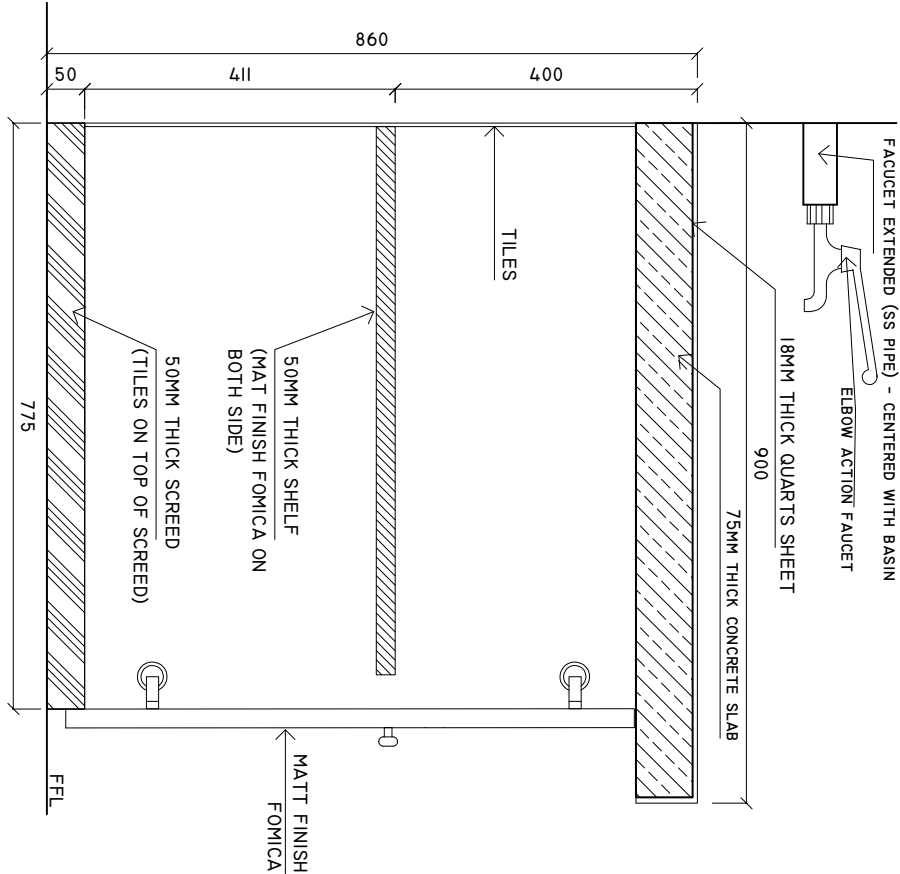 FACUCET EXTENDED (SS PIPE) - CENTERED WITH BASIN
ELBOW ACTION FAUCET
18MM THICK QUARTS SHEET
900
75MM THICK CONCRETE SLAB
860
400
411
50
TILES
50MM THICK SHELF
(MAT FINISH FOMICA ON
BOTH SIDE)
50MM THICK SCREED
(TILES ON TOP OF SCREED)
775
MATT FINISH
FOMICA
FFL